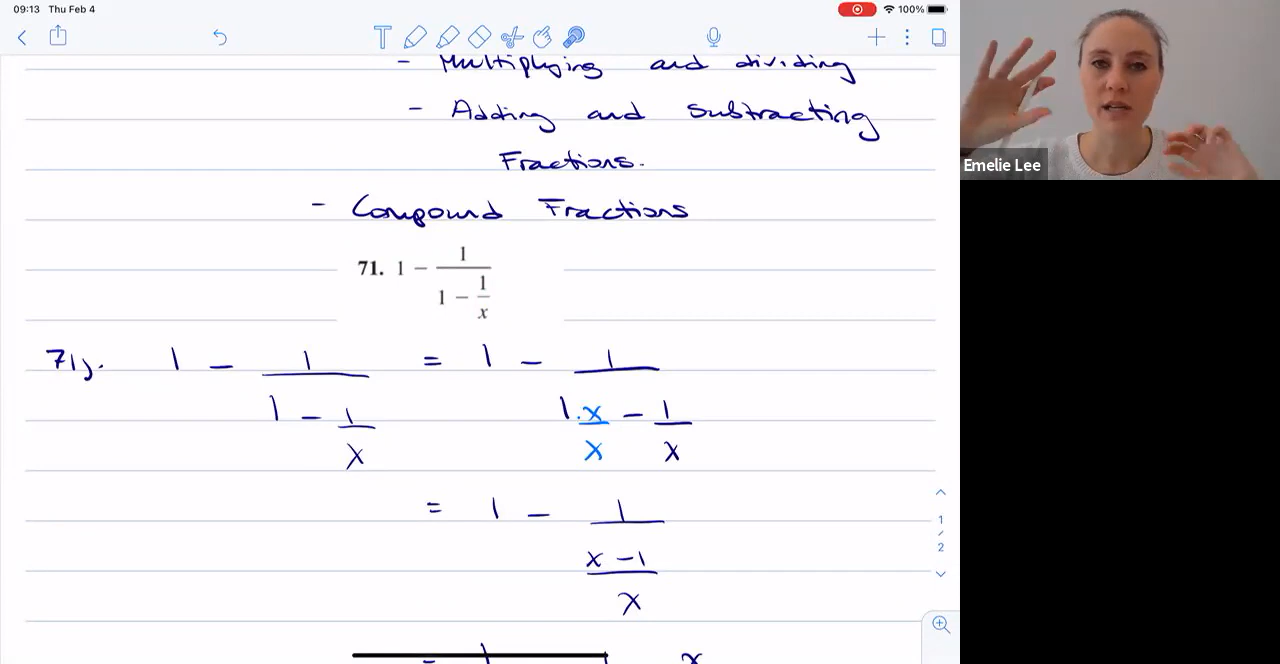 09:13 Thu Feb 4
100%
- Multiplying and dividing
- Adding and Subtracting
Fractions.
- Compound Fractions
71. 1 - 1/(1 - 1/x)
71). 1 - 1/(1 - 1/x) = 1 - 1/(1·x/x - 1/x)
= 1 - 1/((x-1)/x)
= 1 x
1/2
Emelie Lee